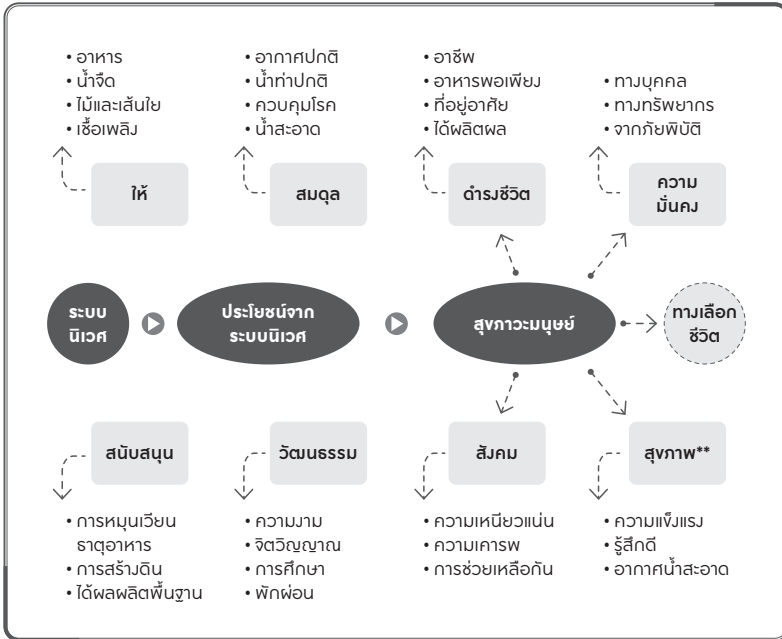 • อาหาร
• น้ำจืด
• ไม้และเส้นใย
• เชื้อเพลิง
• อากาศปกติ
• น้ำท่าปกติ
• ควบคุมโรค
• น้ำสะอาด
• อาชีพ
• อาหารพอเพียง
• ที่อยู่อาศัย
• ได้ผลิตผล
• ทางบุคคล
• ทางทรัพยากร
• จากภัยพิบัติ
ให้
สมดุล
ดำรงชีวิต
ความ
มั่นคง
ระบบ
นิเวศ
ประโยชน์จาก
ระบบนิเวศ
สุขภาวะมนุษย์
ทางเลือก
ชีวิต
สนับสนุน
วัฒนธรรม
สังคม
สุขภาพ**
• การหมุนเวียน
ธาตุอาหาร
• การสร้างดิน
• ได้ผลผลิตพื้นฐาน
• ความงาม
• จิตวิญญาณ
• การศึกษา
• พักผ่อน
• ความเหนียวแน่น
• ความเคารพ
• การช่วยเหลือกัน
• ความแข็งแรง
• รู้สึกดี
• อากาศน้ำสะอาด